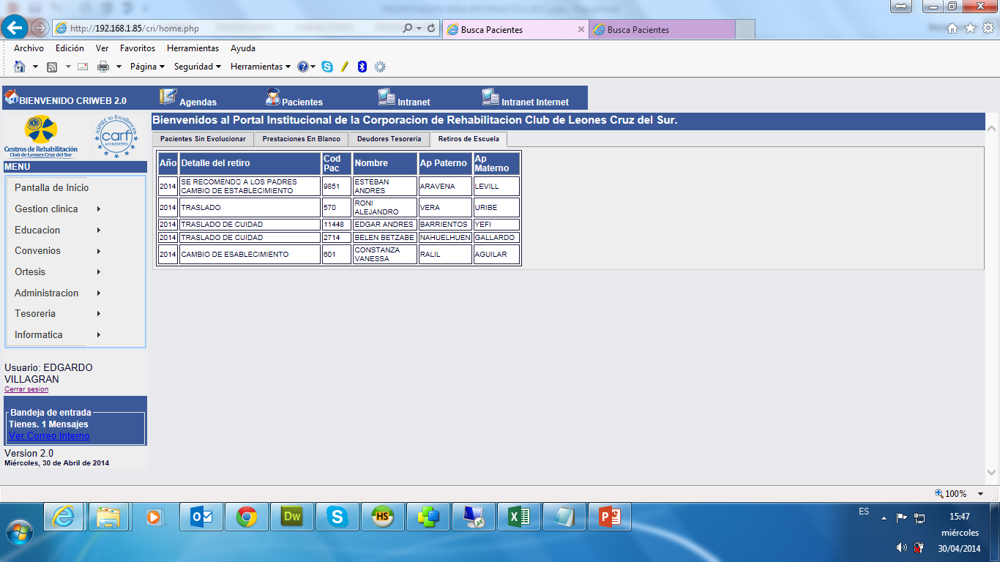 http://192.168.1.85/cri/home.php
Busca Pacientes
Busca Pacientes
Archivo Edición Ver Favoritos Herramientas Ayuda
Página Seguridad Herramientas
BIENVENIDO CRIWEB 2.0 Agendas Pacientes Intranet Intranet Internet
Centros de Rehabilitación
Club de Leones Cruz del Sur
ASPIRE to Excellence
carf
ACCREDITED
Bienvenidos al Portal Institucional de la Corporacion de Rehabilitacion Club de Leones Cruz del Sur.
Pacientes Sin Evolucionar Prestaciones En Blanco Deudores Tesoreria Retiros de Escuela
MENU
Pantalla de Inicio
Gestion clinica
Educacion
Convenios
Ortesis
Administracion
Tesoreria
Informatica
Año Detalle del retiro Cod Pac Nombre Ap Paterno Ap Materno
2014 SE RECOMEND▯ A LOS PADRES CAMBIO DE ESTABLECIMIENTO 9851 ESTEBAN ANDRES ARAVENA LEVILL
2014 TRASLADO 570 RONI ALEJANDRO VERA URIBE
2014 TRASLADO DE CUIDAD 11448 EDGAR ANDRES BARRIENTOS YEFI
2014 TRASLADO DE CUIDAD 2714 BELEN BETZABE NAHUELHUEN GALLARDO
2014 CAMBIO DE ESABLECIMIENTO 601 CONSTANZA VANESSA RALIL AGUILAR
Usuario: EDGARDO
VILLAGRAN
Cerrar sesion
Bandeja de entrada
Tienes. 1 Mensajes
Ver Correo Interno
Version 2.0
Miércoles, 30 de Abril de 2014
100%
Dw
HS
ES
15:47
miércoles
30/04/2014